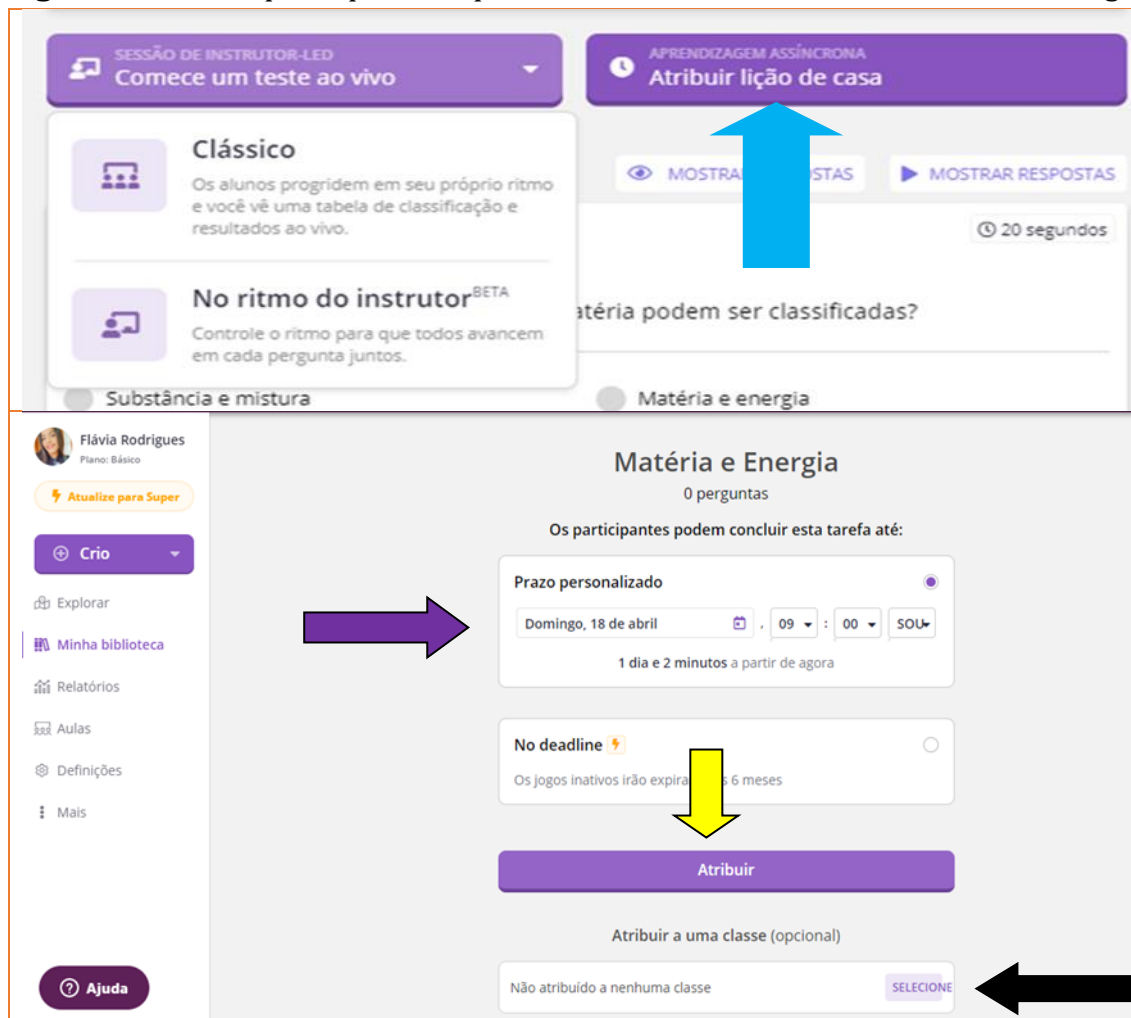 SESSÃO DE INSTRUTOR-LED
Comece um teste ao vivo
APRENDIZAGEM ASSÍNCRONA
Atribuir lição de casa
Clássico
Os alunos progridem em seu próprio ritmo
e você vê uma tabela de classificação e
resultados ao vivo.
No ritmo do instrutor BETA
Controle o ritmo para que todos avancem
em cada pergunta juntos.
MOSTRAR RESPOSTAS
20 segundos
podem ser classificadas?
Substância e mistura
Matéria e energia
Flávia Rodrigues
Plano: Básico
Atualize para Super
Crio
Explorar
Minha biblioteca
Relatórios
Aulas
Definições
Mais
Ajuda
Matéria e Energia
0 perguntas
Os participantes podem concluir esta tarefa até:
Prazo personalizado
Domingo, 18 de abril , 09 : 00 SOU
1 dia e 2 minutos a partir de agora
No deadline
Os jogos inativos irão 6 meses
Atribuir
Atribuir a uma classe (opcional)
Não atribuído a nenhuma classe
SELECIONE